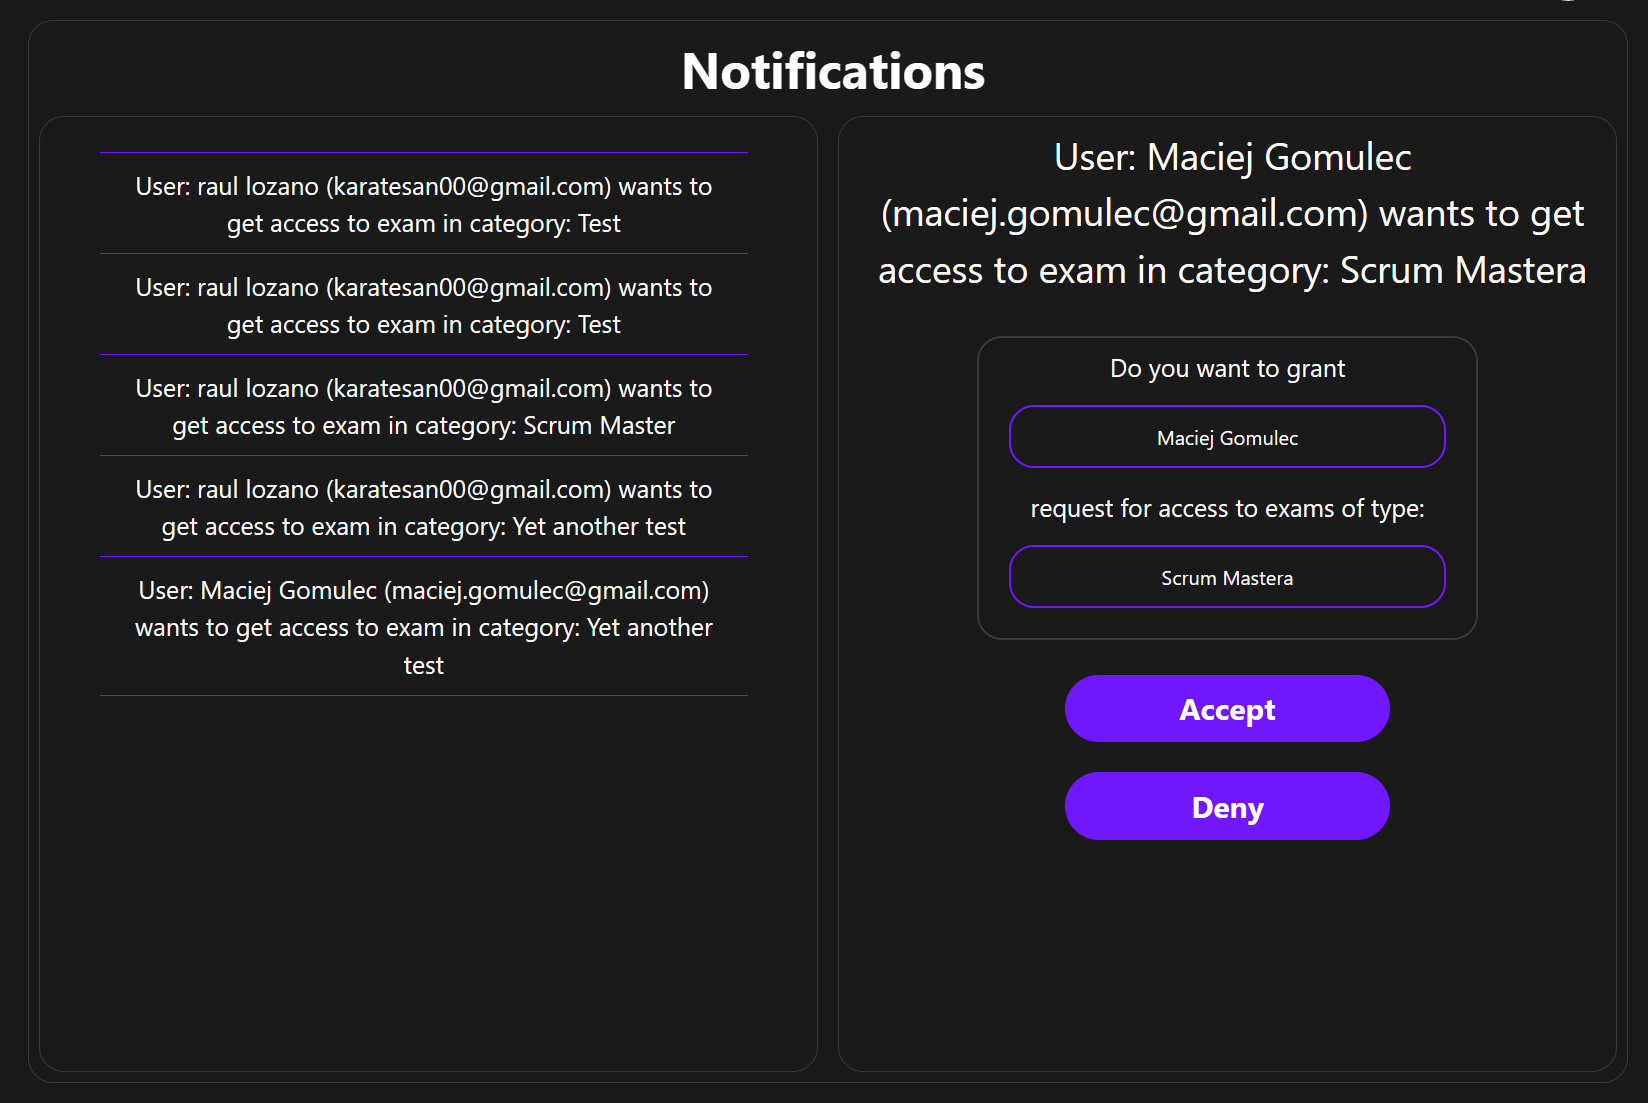 Notifications
User: raul lozano (karatesan00@gmail.com) wants to
get access to exam in category: Test
User: raul lozano (karatesan00@gmail.com) wants to
get access to exam in category: Test
User: raul lozano (karatesan00@gmail.com) wants to
get access to exam in category: Scrum Master
User: raul lozano (karatesan00@gmail.com) wants to
get access to exam in category: Yet another test
User: Maciej Gomulec (maciej.gomulec@gmail.com)
wants to get access to exam in category: Yet another
test
User: Maciej Gomulec
(maciej.gomulec@gmail.com) wants to get
access to exam in category: Scrum Mastera
Do you want to grant
Maciej Gomulec
request for access to exams of type:
Scrum Mastera
Accept
Deny